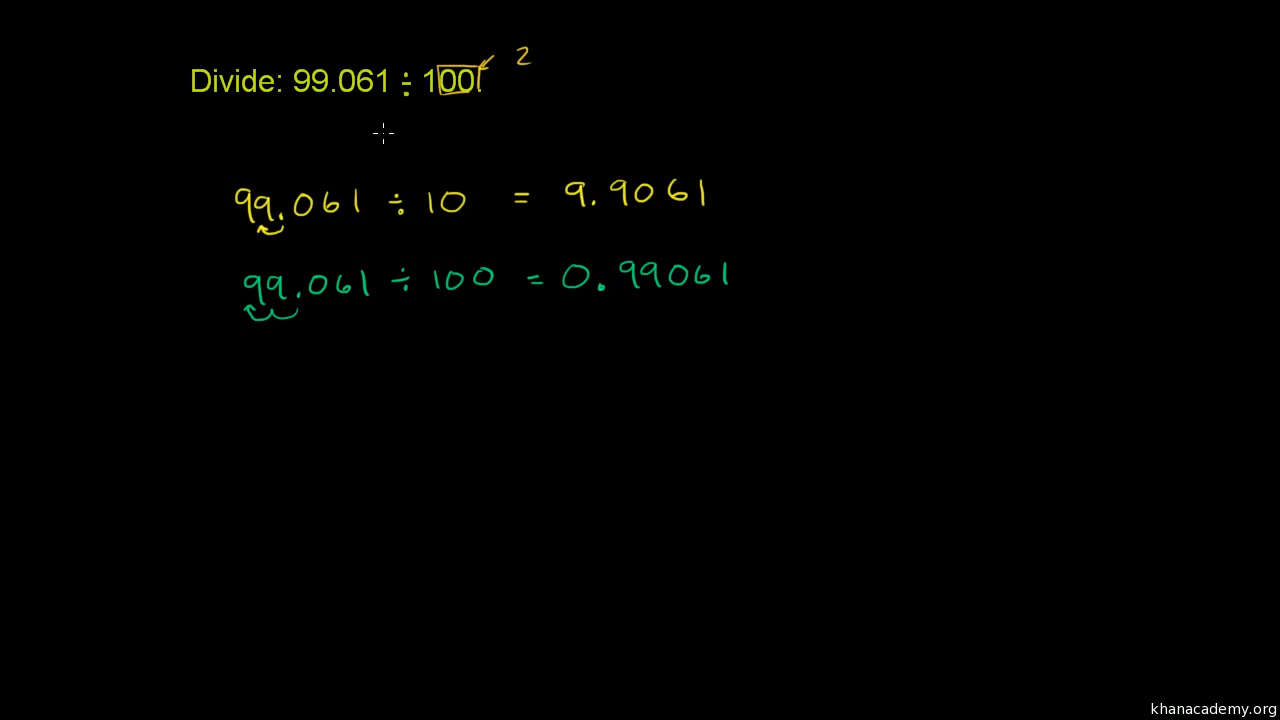 2
Divide: 99.061 ÷ 100.
99.061 ÷ 10 = 9.9061
99.061 ÷ 100 = 0.99061
khanacademy.org